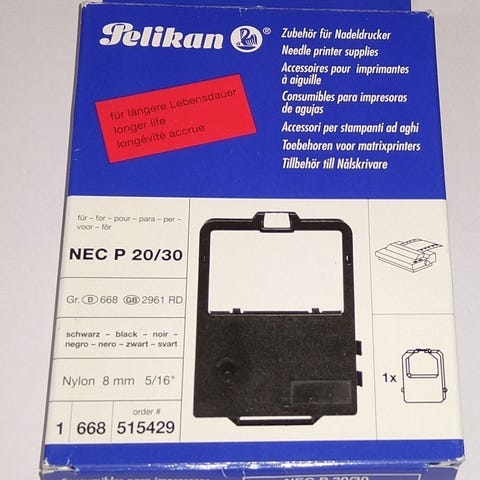 Pelikan ®
Zubehör für Nadeldrucker
Needle printer supplies
Accessoires pour imprimantes
à aiguille
Consumibles para impresoras
de agujas
Accessori per stampanti ad aghi
Toebehoren voor matrixprinters
Tillbehör till Nålskrivare
für längere Lebensdauer
longer life
longévité accrue
für – for – pour – para – per –
voor – för
NEC P 20/30
Gr. D 668 GB 2961 RD
schwarz – black – noir –
negro – nero – zwart – svart
Nylon 8 mm 5/16"
order #
1 668 515429
1x
Consumibles para impresoras
NEC P 20/30